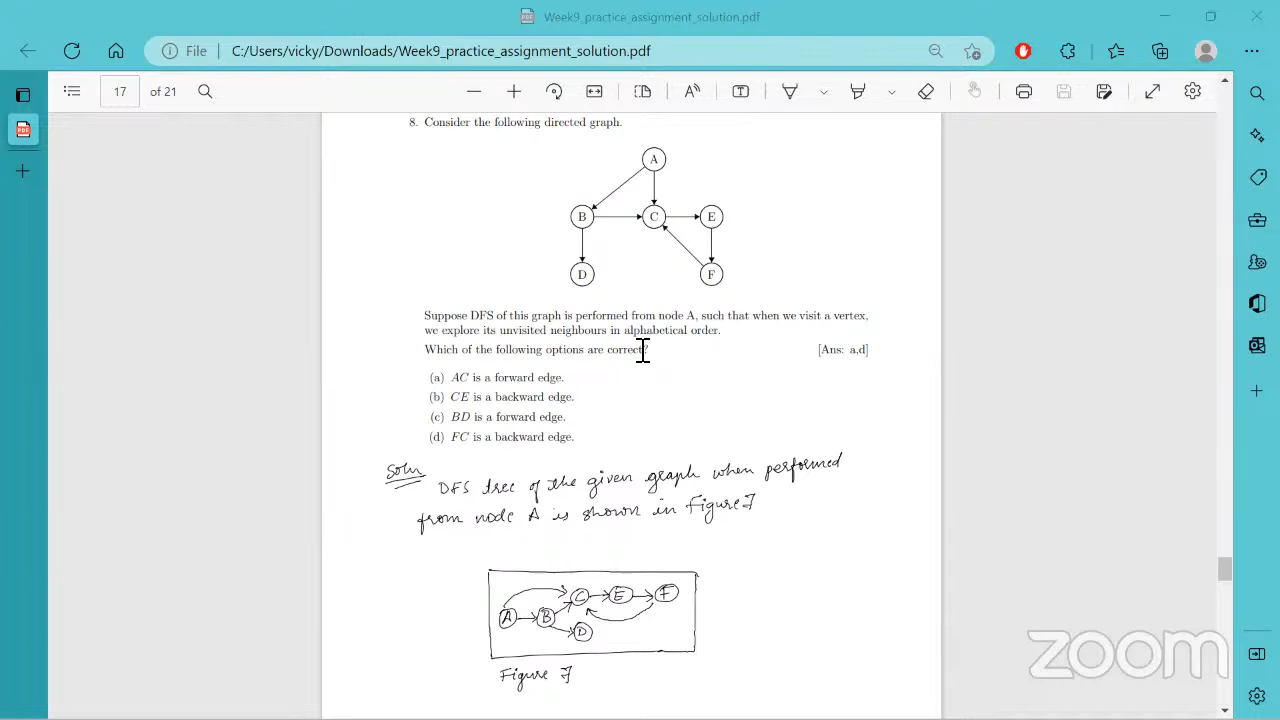 Week9_practice_assignment_solution.pdf
File C:/Users/vicky/Downloads/Week9_practice_assignment_solution.pdf
17 of 21
8. Consider the following directed graph.
A
B C E
D F
Suppose DFS of this graph is performed from node A, such that when we visit a vertex,
we explore its unvisited neighbours in alphabetical order.
Which of the following options are correct? [Ans: a,d]
(a) AC is a forward edge.
(b) CE is a backward edge.
(c) BD is a forward edge.
(d) FC is a backward edge.
Soln
DFS tree of the given graph when performed
from node A is shown in Figure 7
C E F
A B
D
Figure 7
zoom